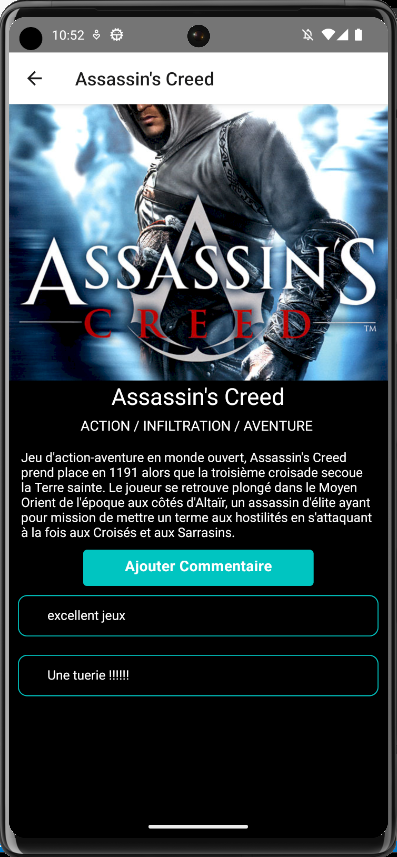 10:52
Assassin's Creed
ASSASSIN'S
CREED TM
Assassin's Creed
ACTION / INFILTRATION / AVENTURE
Jeu d'action-aventure en monde ouvert, Assassin's Creed
prend place en 1191 alors que la troisième croisade secoue
la Terre sainte. Le joueur se retrouve plongé dans le Moyen
Orient de l'époque aux côtés d'Altaïr, un assassin d'élite ayant
pour mission de mettre un terme aux hostilités en s'attaquant
à la fois aux Croisés et aux Sarrasins.
Ajouter Commentaire
excellent jeux
Une tuerie !!!!!!